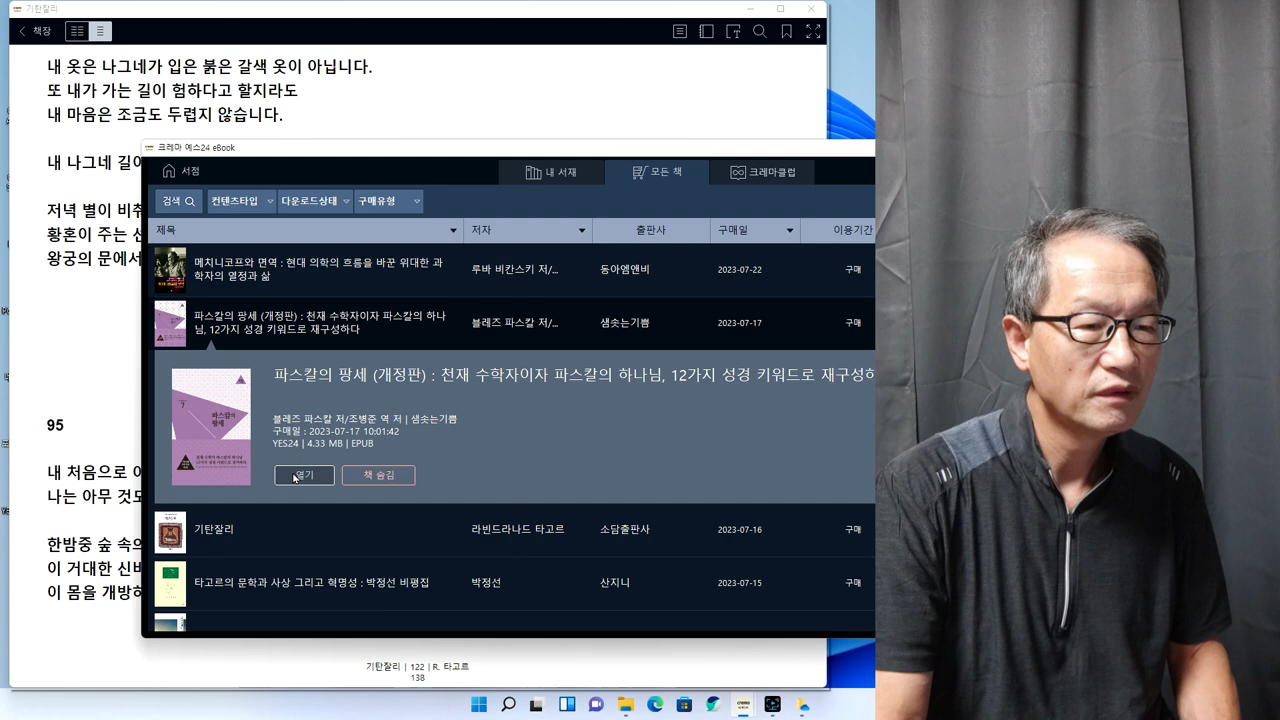 기탄잘리
책장
내 옷은 나그네가 입은 붉은 갈색 옷이 아닙니다.
또 내가 가는 길이 험하다고 할지라도
내 마음은 조금도 두렵지 않습니다.
내 나그네 길이
저녁 별이 비추
황혼이 주는 선
왕궁의 문에서
95
내 처음으로 이
나는 아무 것도
한밤중 숲 속의
이 거대한 신비
이 몸을 개방하
기탄잘리 | 122 | R. 타고르
138
크레마 예스24 eBook
서점
내 서재
모든 책
크레마클럽
검색
컨텐츠타입
다운로드상태
구매유형
제목
저자
출판사
구매일
이용기간
메치니코프와 면역 : 현대 의학의 흐름을 바꾼 위대한 과
학자의 열정과 삶
루바 비칸스키 저/...
동아엠앤비
2023-07-22
구매
파스칼의 팡세 (개정판) : 천재 수학자이자 파스칼의 하나
님, 12가지 성경 키워드로 재구성하다
블레즈 파스칼 저/...
샘솟는기쁨
2023-07-17
구매
파스칼의 팡세 (개정판) : 천재 수학자이자 파스칼의 하나님, 12가지 성경 키워드로 재구성하
파스칼의
팡세
블레즈 파스칼 저/조병준 역 저 | 샘솟는기쁨
구매일 : 2023-07-17 10:01:42
YES24 | 4.33 MB | EPUB
열기
책 숨김
기탄잘리
라빈드라나드 타고르
소담출판사
2023-07-16
구매
타고르의 문학과 사상 그리고 혁명성 : 박정선 비평집
박정선
산지니
2023-07-15
구매